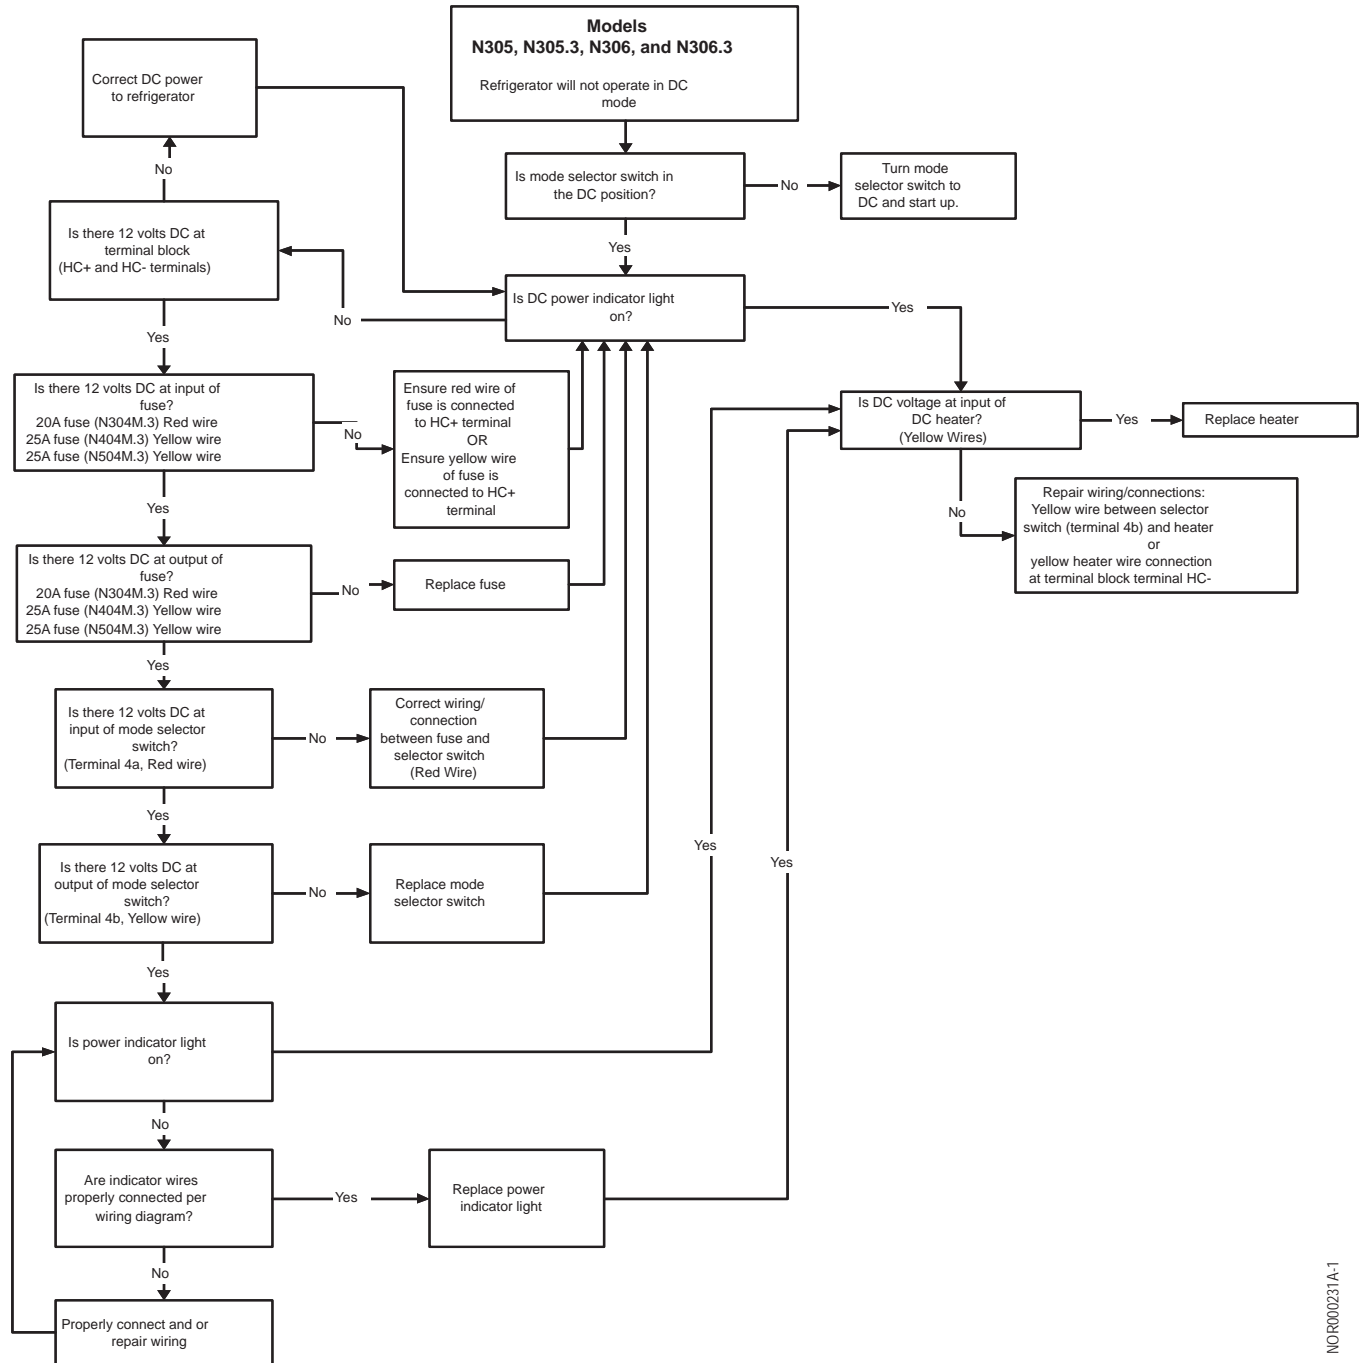 Models
N305, N305.3, N306, and N306.3
Refrigerator will not operate in DC
mode
Correct DC power
to refrigerator
No
Is mode selector switch in
the DC position?
No
Turn mode
selector switch to
DC and start up.
Yes
Is there 12 volts DC at
terminal block
(HC+ and HC- terminals)
Is DC power indicator light
on?
Yes
No
Yes
Is there 12 volts DC at input of
fuse?
20A fuse (N304M.3) Red wire
25A fuse (N404M.3) Yellow wire
25A fuse (N504M.3) Yellow wire
No
Ensure red wire of
fuse is connected
to HC+ terminal
OR
Ensure yellow wire
of fuse is
connected to HC+
terminal
Is DC voltage at input of
DC heater?
(Yellow Wires)
Yes
Replace heater
No
Repair wiring/connections:
Yellow wire between selector
switch (terminal 4b) and heater
or
yellow heater wire connection
at terminal block terminal HC-
Yes
Is there 12 volts DC at output of
fuse?
20A fuse (N304M.3) Red wire
25A fuse (N404M.3) Yellow wire
25A fuse (N504M.3) Yellow wire
No
Replace fuse
Yes
Is there 12 volts DC at
input of mode selector
switch?
(Terminal 4a, Red wire)
No
Correct wiring/
connection
between fuse and
selector switch
(Red Wire)
Yes
Is there 12 volts DC at
output of mode selector
switch?
(Terminal 4b, Yellow wire)
No
Replace mode
selector switch
Yes
Yes
Yes
Is power indicator light
on?
No
Are indicator wires
properly connected per
wiring diagram?
Yes
Replace power
indicator light
No
Properly connect and or
repair wiring
NOR000231A-1